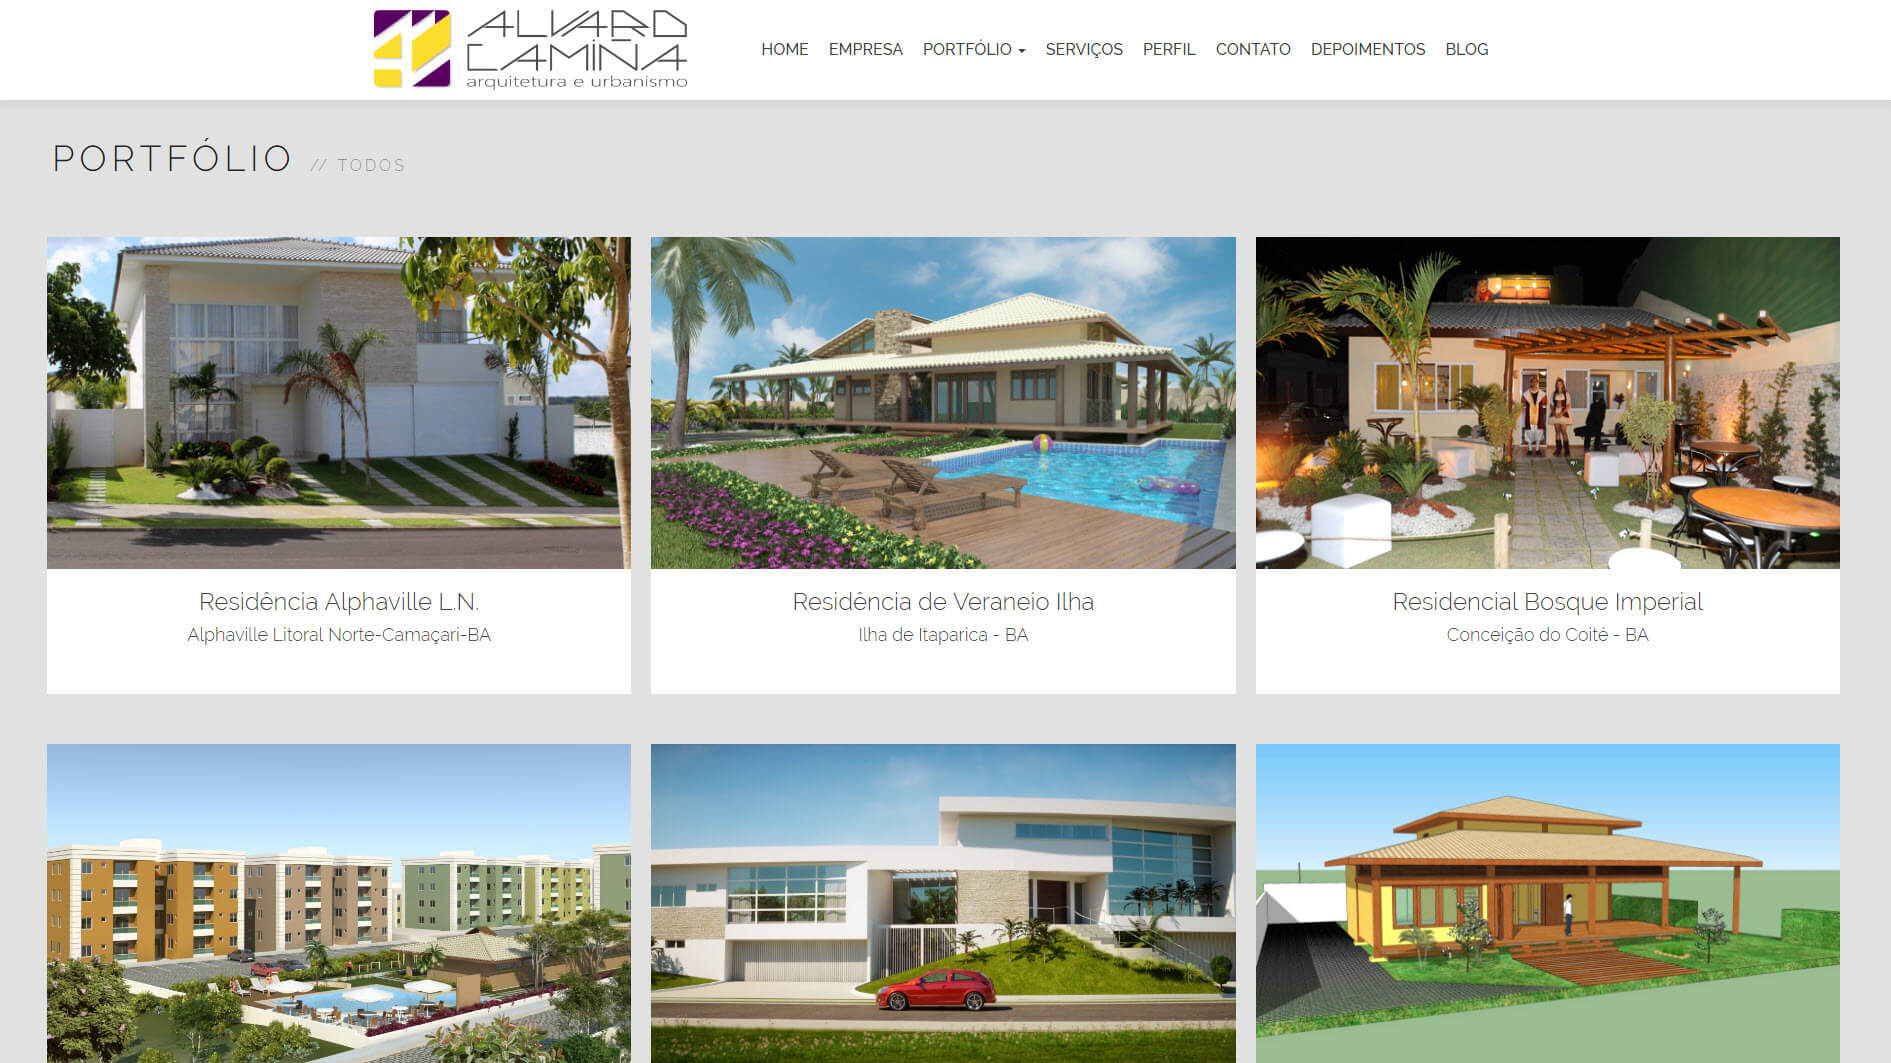 ALVARO
CAMIÑA
arquitetura e urbanismo
HOME EMPRESA PORTFÓLIO SERVIÇOS PERFIL CONTATO DEPOIMENTOS BLOG
PORTFÓLIO // TODOS
Residência Alphaville L.N.
Alphaville Litoral Norte-Camaçari-BA
Residência de Veraneio Ilha
Ilha de Itaparica - BA
Residencial Bosque Imperial
Conceição do Coité - BA